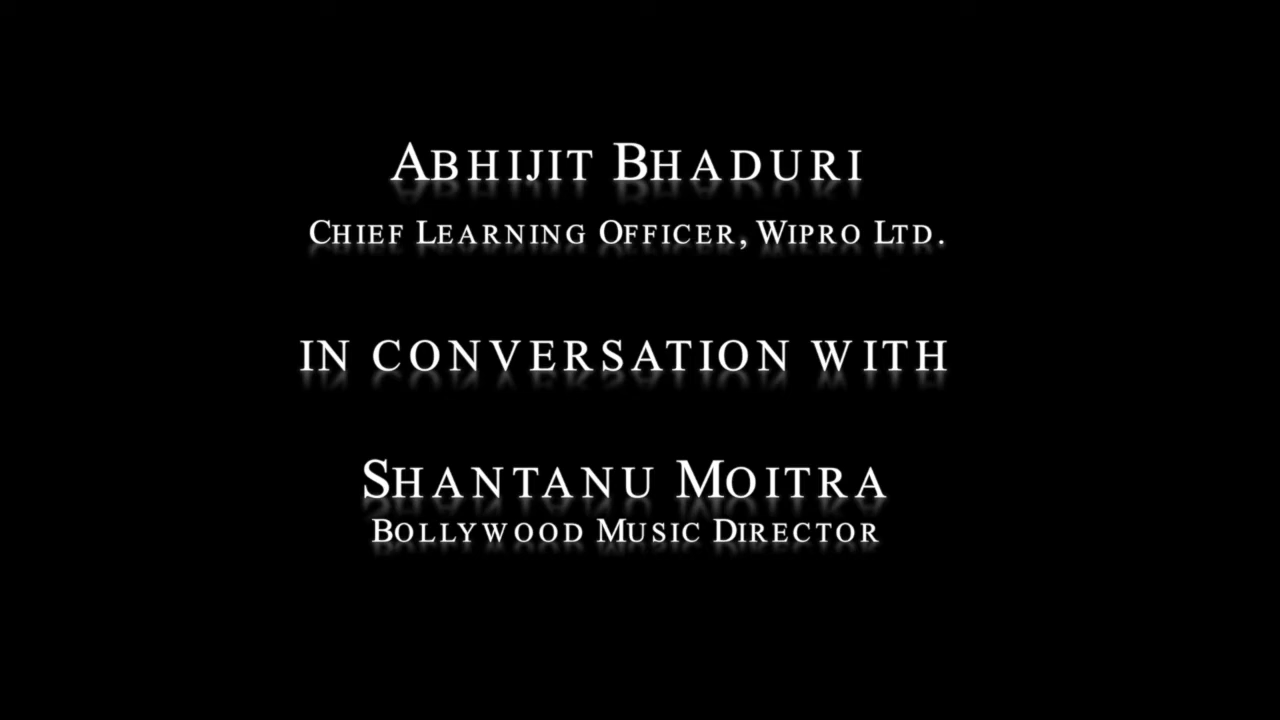 Abhijit Bhaduri
Chief Learning Officer, Wipro Ltd.
IN CONVERSATION WITH
Shantanu Moitra
Bollywood Music Director